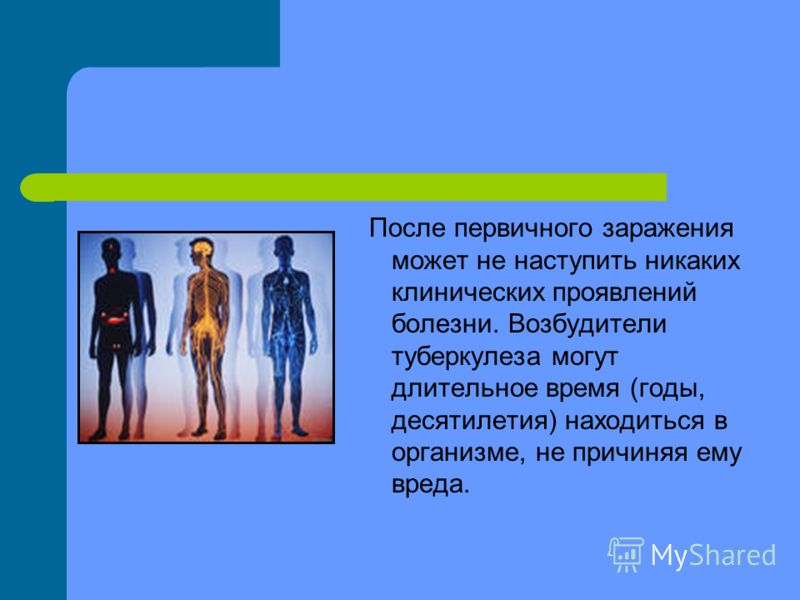 После первичного заражения
может не наступить никаких
клинических проявлений
болезни. Возбудители
туберкулеза могут
длительное время (годы,
десятилетия) находиться в
организме, не причиняя ему
вреда.
MyShared